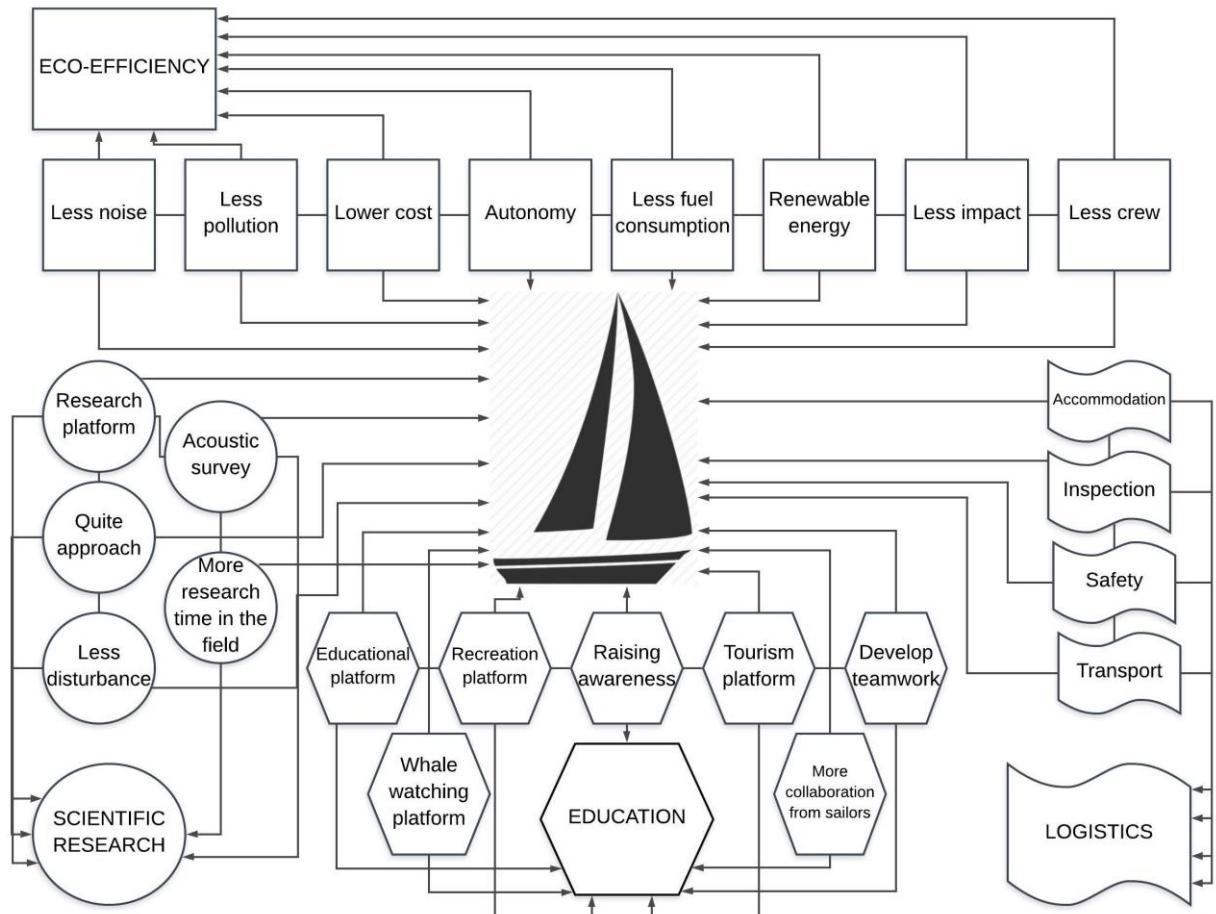 ECO-EFFICIENCY
Less noise
Less
pollution
Lower cost
Autonomy
Less fuel
consumption
Renewable
energy
Less impact
Less crew
Research
platform
Acoustic
survey
Quite
approach
More
research
time in the
field
Less
disturbance
SCIENTIFIC
RESEARCH
Educational
platform
Recreation
platform
Raising
awareness
Tourism
platform
Develop
teamwork
Whale
watching
platform
EDUCATION
More
collaboration
from sailors
Accommodation
Inspection
Safety
Transport
LOGISTICS